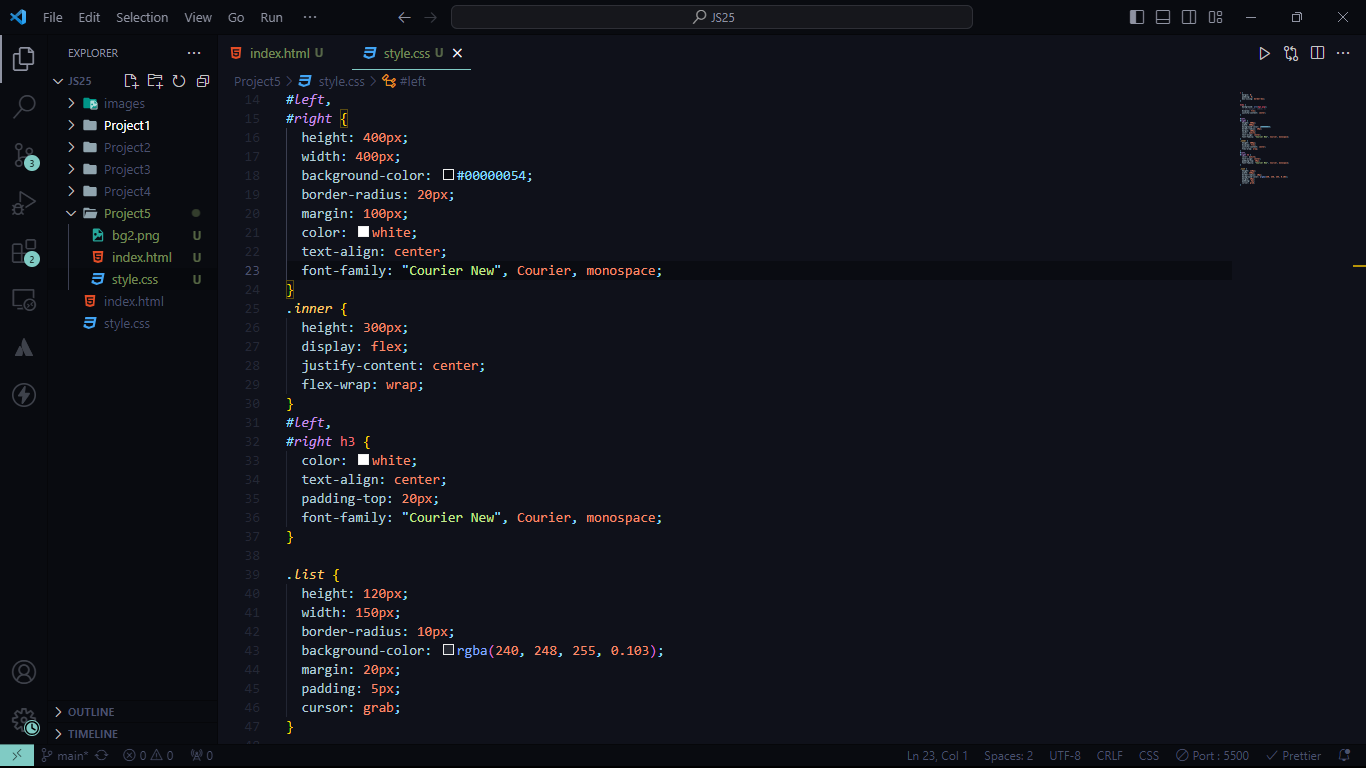 File Edit Selection View Go Run ··· JS25
EXPLORER ···
JS25
images
Project1
Project2
Project3
Project4
Project5
bg2.png U
index.html U
style.css U
index.html
style.css
OUTLINE
TIMELINE
3
2
index.html U style.css U
Project5 > style.css > #left
14 #left,
15 #right {
16 height: 400px;
17 width: 400px;
18 background-color: #00000054;
19 border-radius: 20px;
20 margin: 100px;
21 color: white;
22 text-align: center;
23 font-family: "Courier New", Courier, monospace;
24 }
25 .inner {
26 height: 300px;
27 display: flex;
28 justify-content: center;
29 flex-wrap: wrap;
30 }
31 #left,
32 #right h3 {
33 color: white;
34 text-align: center;
35 padding-top: 20px;
36 font-family: "Courier New", Courier, monospace;
37 }
38
39 .list {
40 height: 120px;
41 width: 150px;
42 border-radius: 10px;
43 background-color: rgba(240, 248, 255, 0.103);
44 margin: 20px;
45 padding: 5px;
46 cursor: grab;
47 }
main* 0 0 0 Ln 23, Col 1 Spaces: 2 UTF-8 CRLF CSS Port : 5500 Prettier